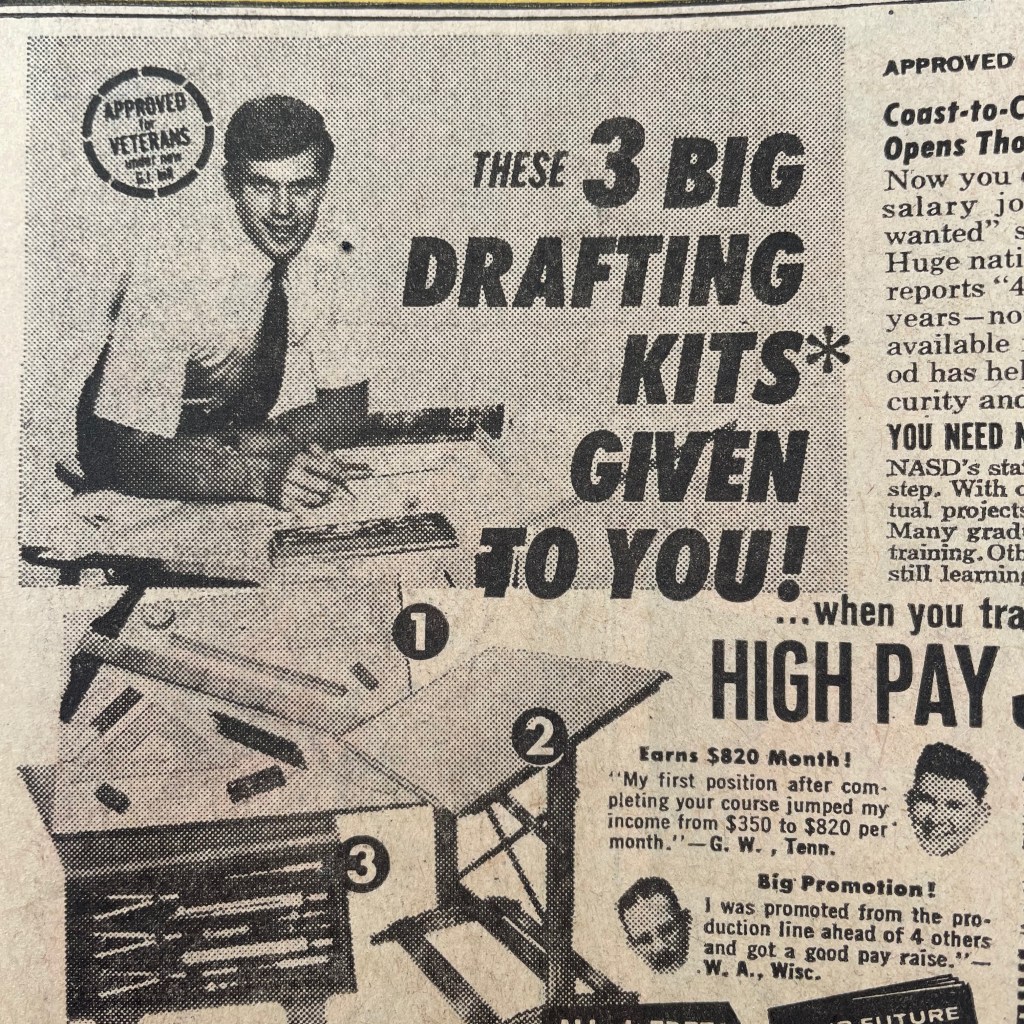 APPROVED
for
VETERANS
under new
G.I. Bill
THESE 3 BIG
DRAFTING
KITS*
GIVEN
TO YOU!
1
2
3
APPROVED
Coast-to-C
Opens Tho
Now you
salary jo
wanted" s
Huge nati
reports "4
years—no
available
od has hel
curity and
YOU NEED N
NASD's sta
step. With
tual projects
Many grad
training. Oth
still learning
...when you tra
HIGH PAY
Earns $820 Month!
"My first position after com-
pleting your course jumped my
income from $350 to $820 per
month."—G. W. , Tenn.
Big Promotion!
I was promoted from the pro-
duction line ahead of 4 others
and got a good pay raise."—
W. A., Wisc.
FUTURE